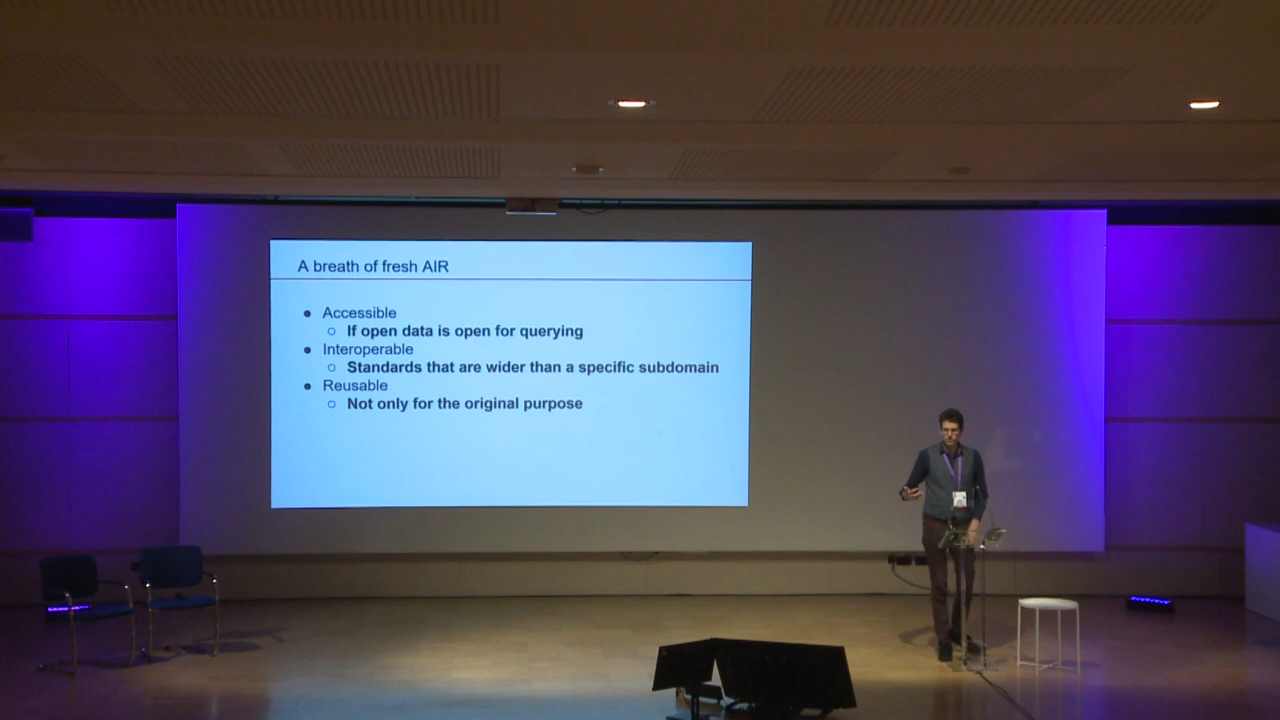 A breath of fresh AIR
● Accessible
○ If open data is open for querying
● Interoperable
○ Standards that are wider than a specific subdomain
● Reusable
○ Not only for the original purpose